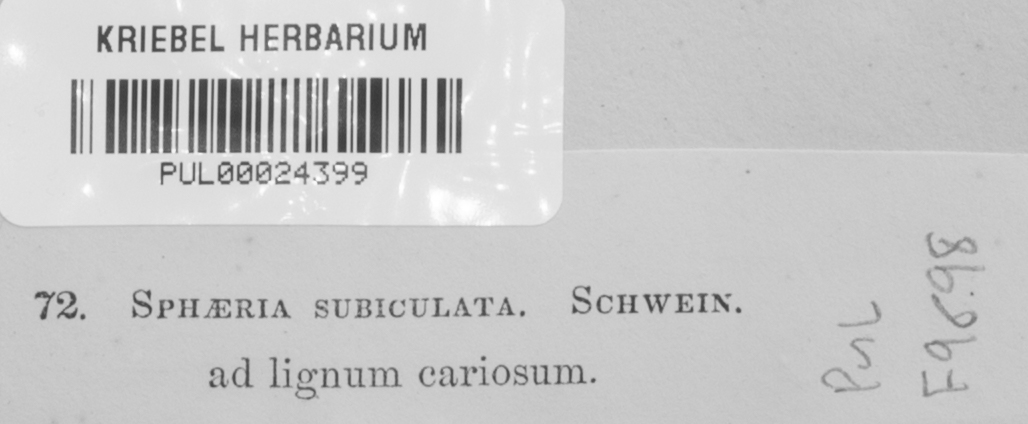 KRIEBEL HERBARIUM
PUL00024399
72. SPHÆRIA SUBICULATA. SCHWEIN.
ad lignum cariosum.
PUL
F9698